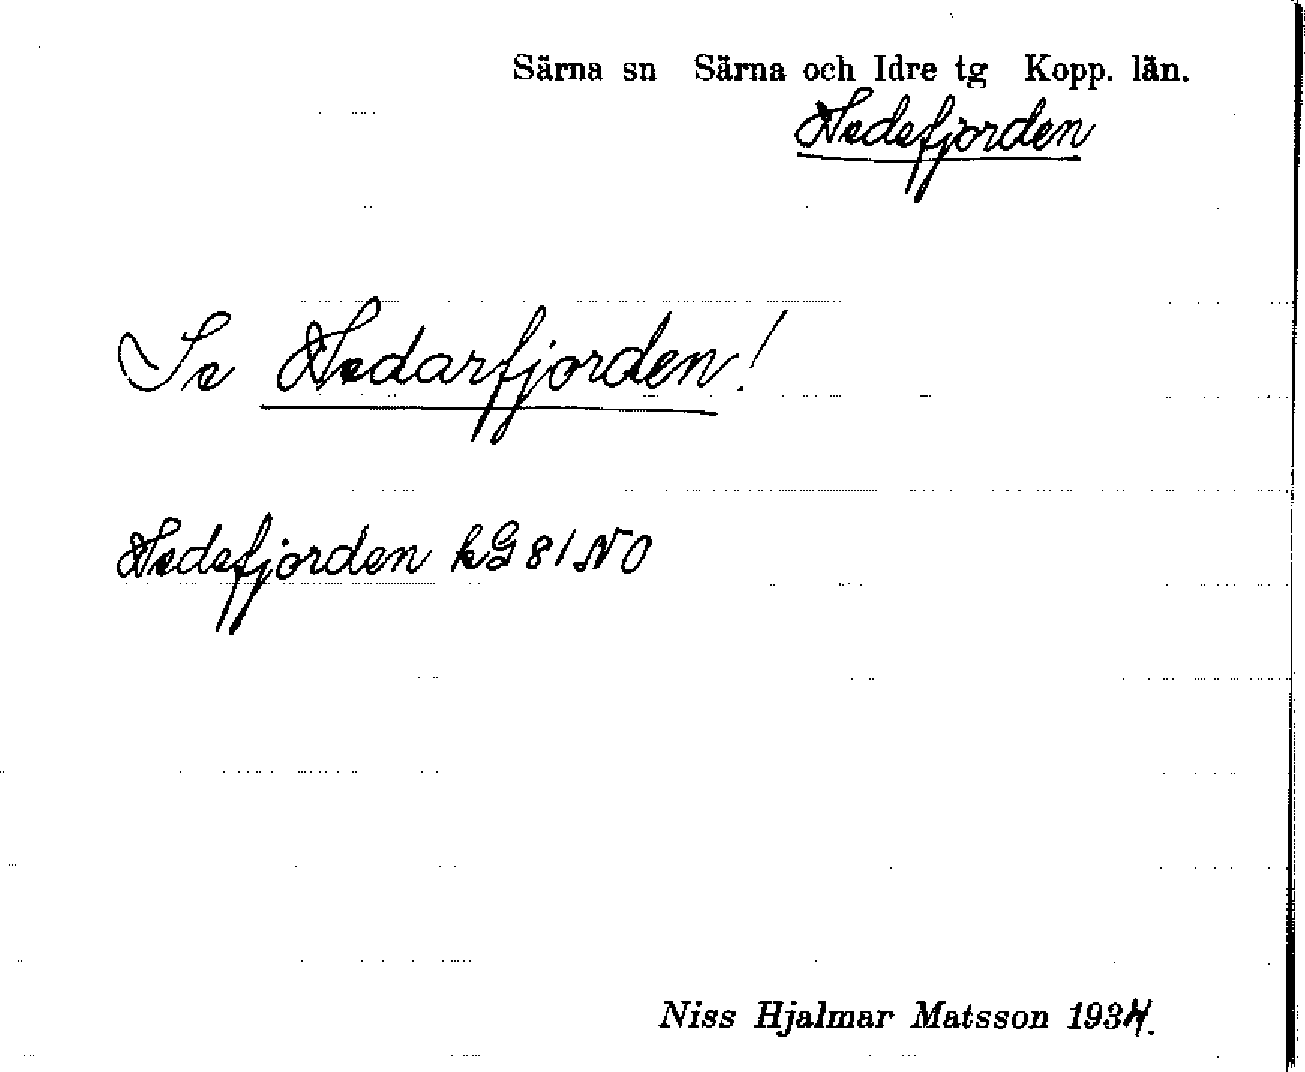 Särna sn Särna och Idre tg Kopp. län.
Hedefjorden
Se Hedarfjorden!
Hedefjorden kG 81 NO
Niss Hjalmar Matsson 1934.